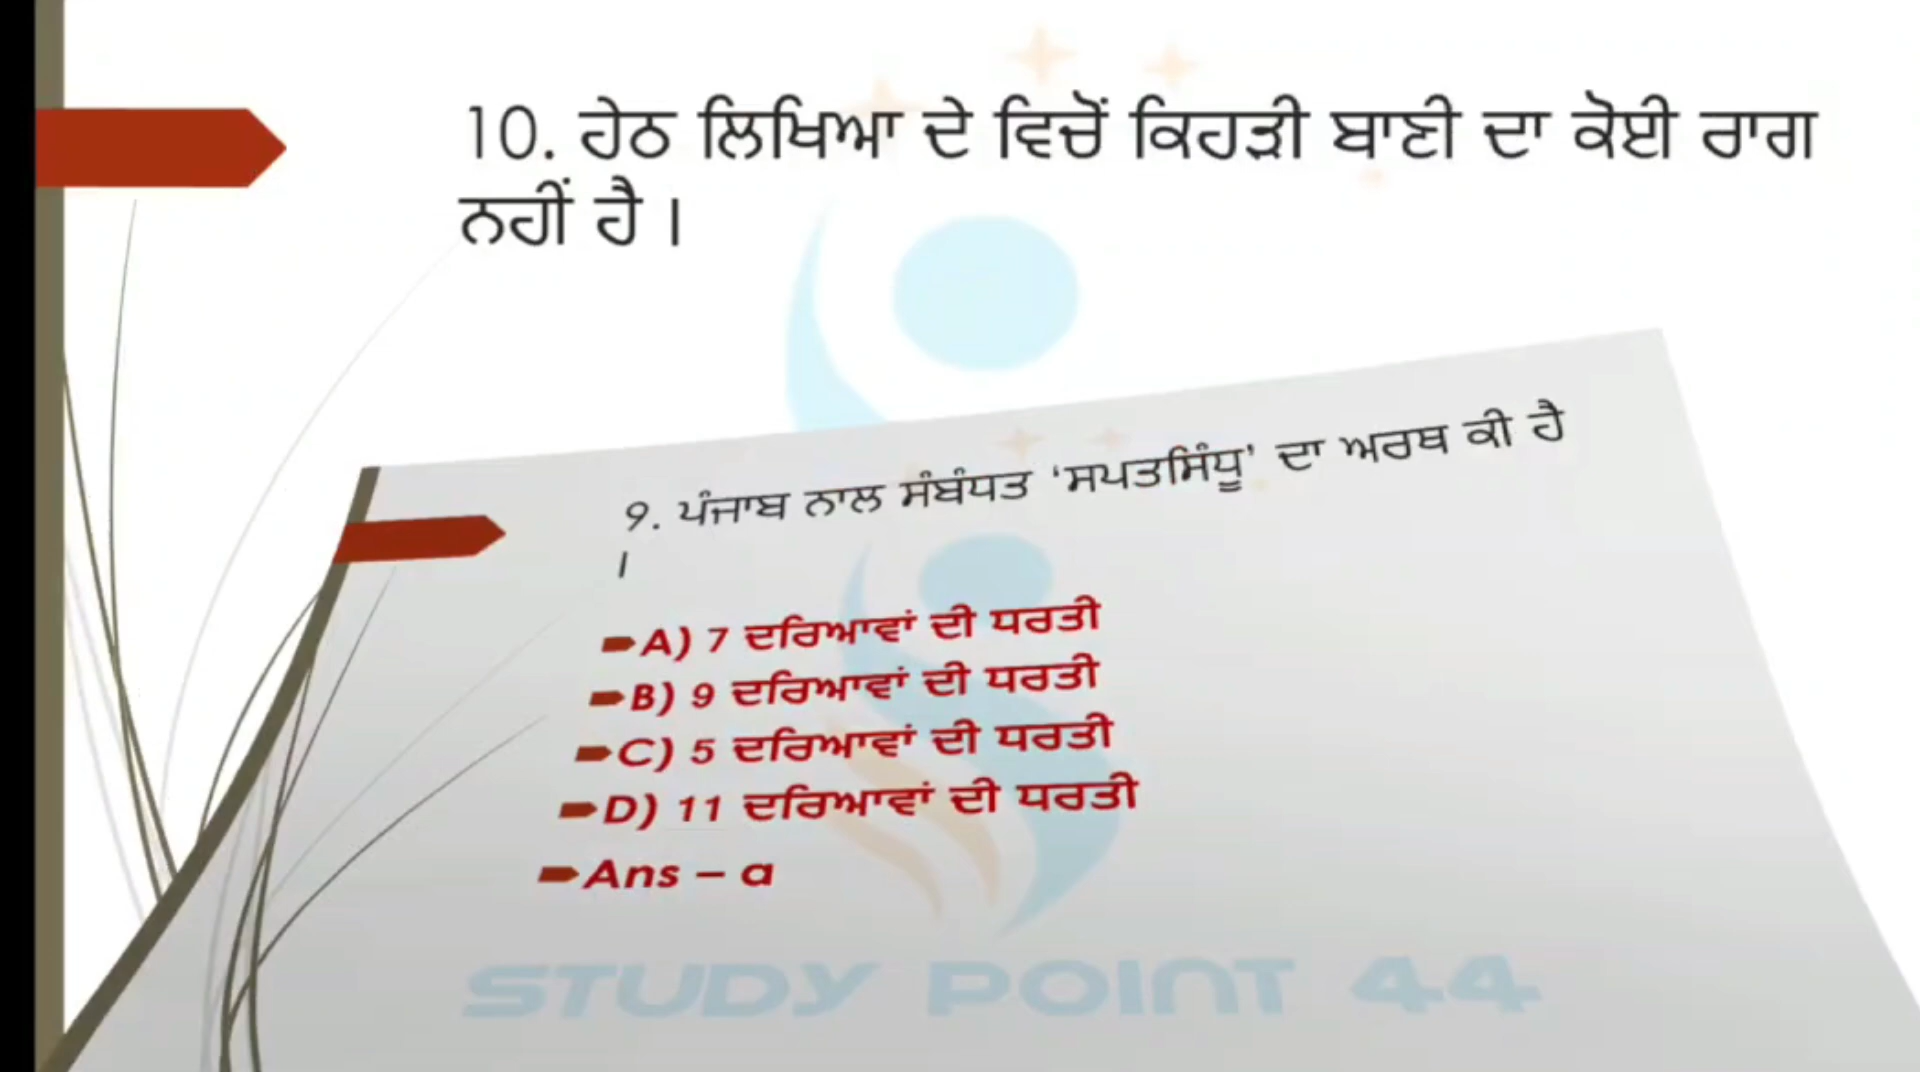 10. ਹੇਠ ਲਿਖਿਆ ਦੇ ਵਿਚੋਂ ਕਿਹੜੀ ਬਾਣੀ ਦਾ ਕੋਈ ਰਾਗ
ਨਹੀਂ ਹੈ ।
9. ਪੰਜਾਬ ਨਾਲ ਸੰਬੰਧਤ ‘ਸਪਤਸਿੰਧੂ’ ਦਾ ਅਰਥ ਕੀ ਹੈ
।
A) 7 ਦਰਿਆਵਾਂ ਦੀ ਧਰਤੀ
B) 9 ਦਰਿਆਵਾਂ ਦੀ ਧਰਤੀ
C) 5 ਦਰਿਆਵਾਂ ਦੀ ਧਰਤੀ
D) 11 ਦਰਿਆਵਾਂ ਦੀ ਧਰਤੀ
Ans – a
STUDY POINT 44